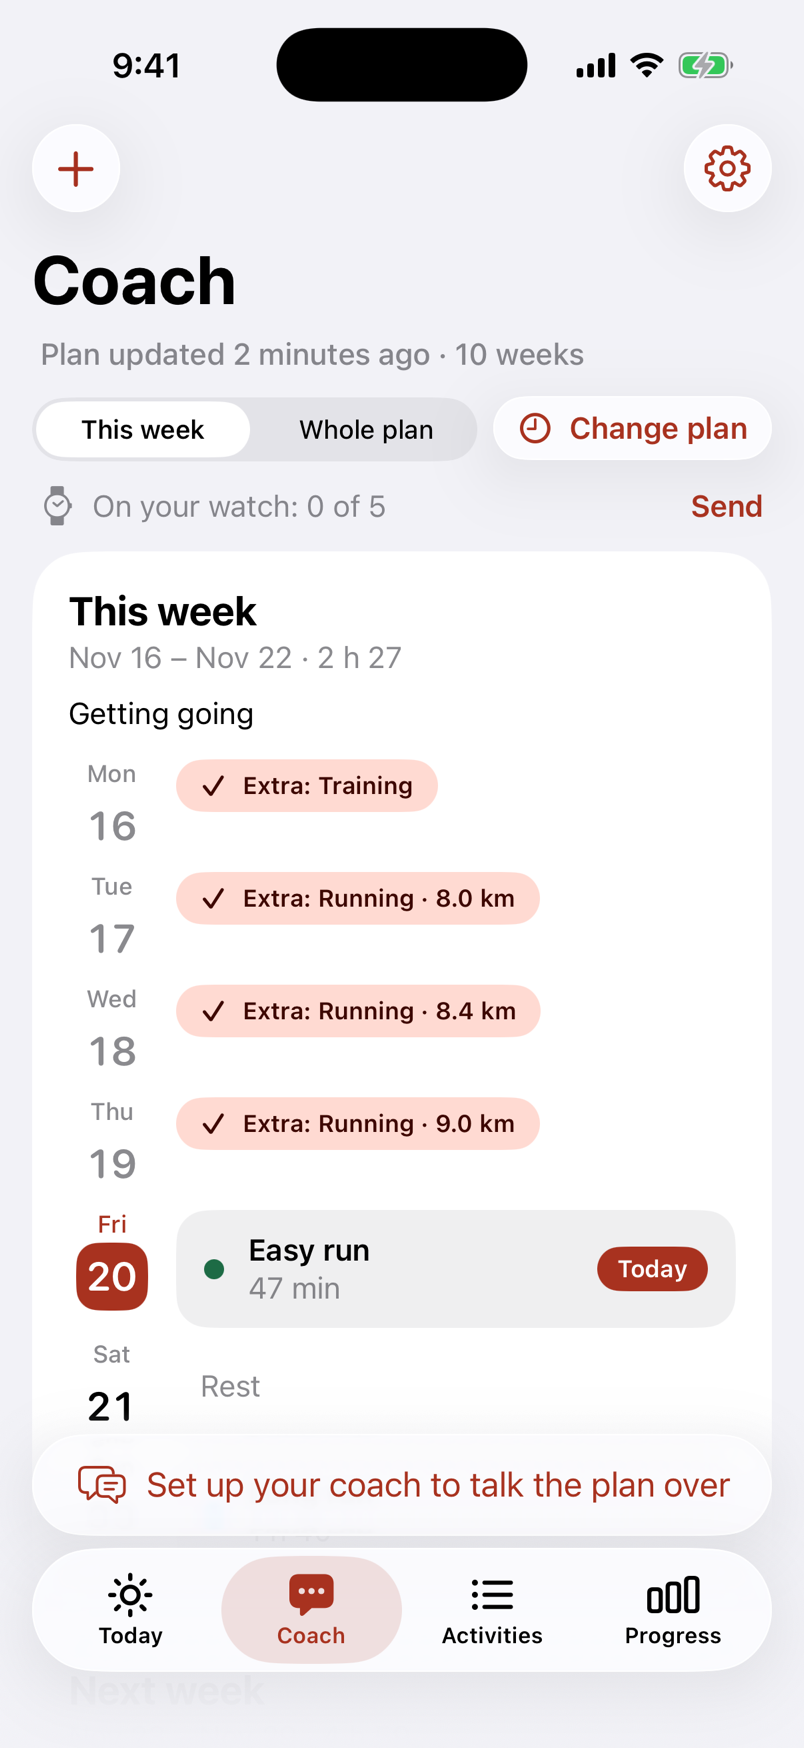 9:41
Coach
Plan updated 2 minutes ago · 10 weeks
This week
Whole plan
Change plan
On your watch: 0 of 5
Send
This week
Nov 16 – Nov 22 · 2 h 27
Getting going
Mon
16
Extra: Training
Tue
17
Extra: Running · 8.0 km
Wed
18
Extra: Running · 8.4 km
Thu
19
Extra: Running · 9.0 km
Fri
20
Easy run
47 min
Today
Sat
21
Rest
Set up your coach to talk the plan over
Today
Coach
Activities
Progress
Next week